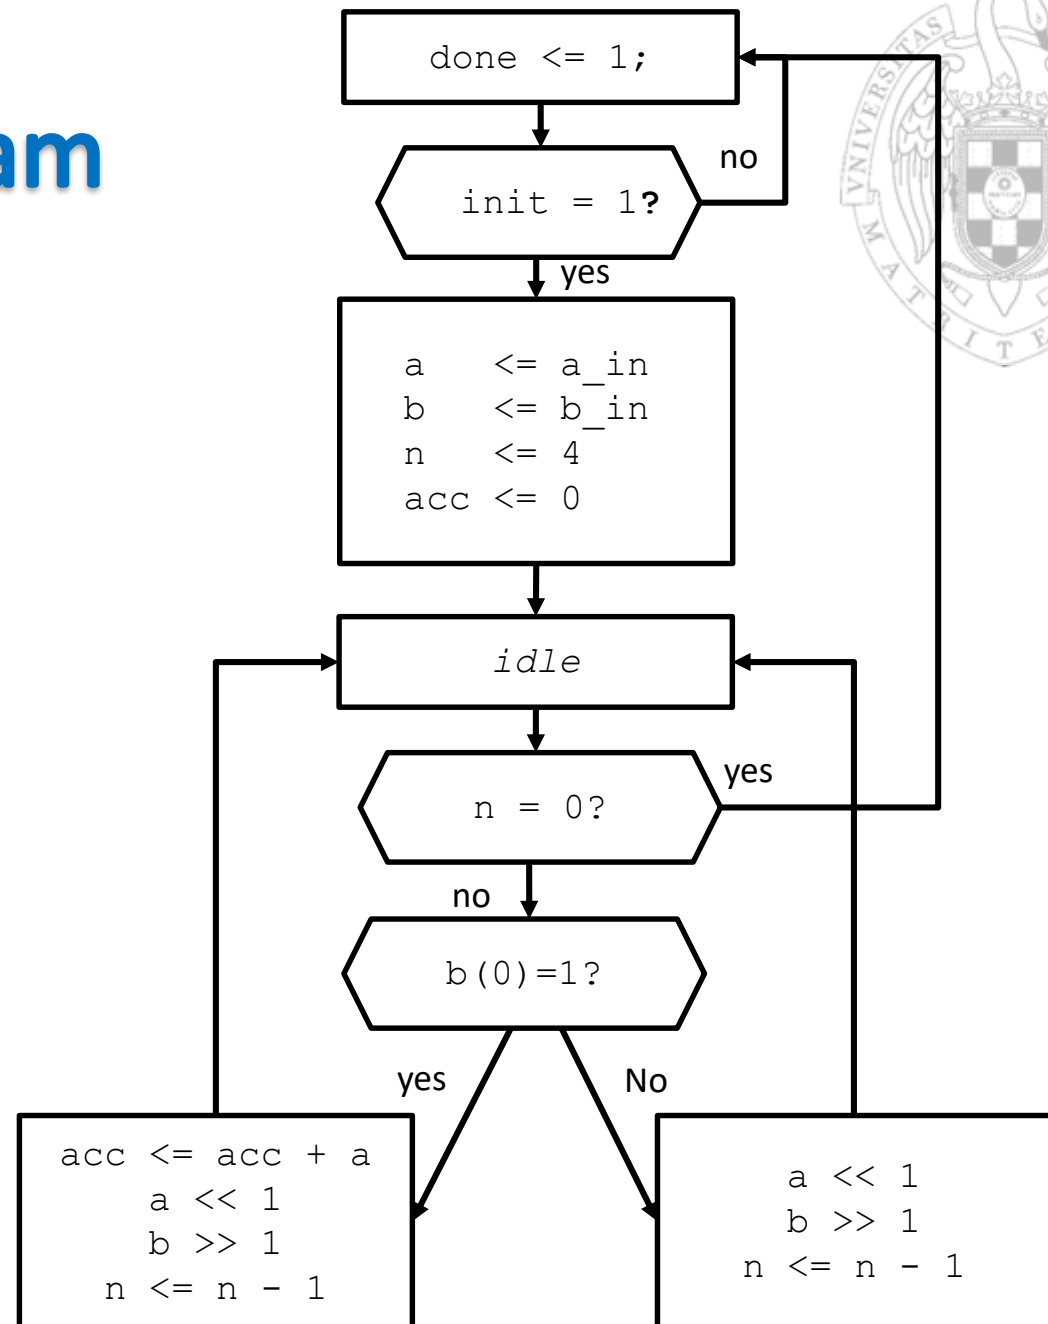 am
done <= 1;
no
init = 1?
yes
a <= a_in
b <= b_in
n <= 4
acc <= 0
idle
yes
n = 0?
no
b(0)=1?
yes
No
acc <= acc + a
a << 1
b >> 1
n <= n - 1
a << 1
b >> 1
n <= n - 1